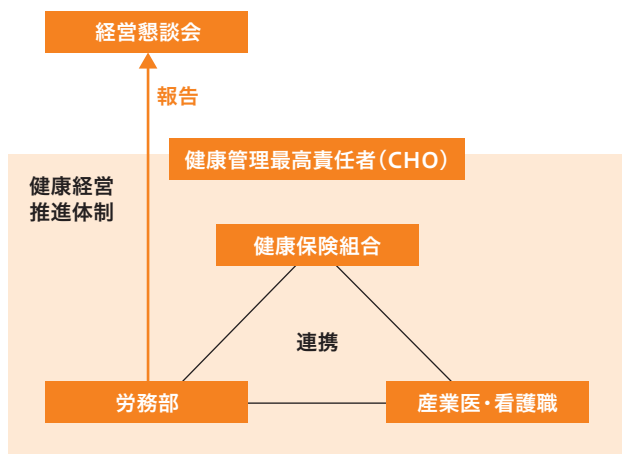 経営懇談会
報告
健康管理最高責任者（CHO）
健康経営
推進体制
健康保険組合
連携
労務部
産業医・看護職